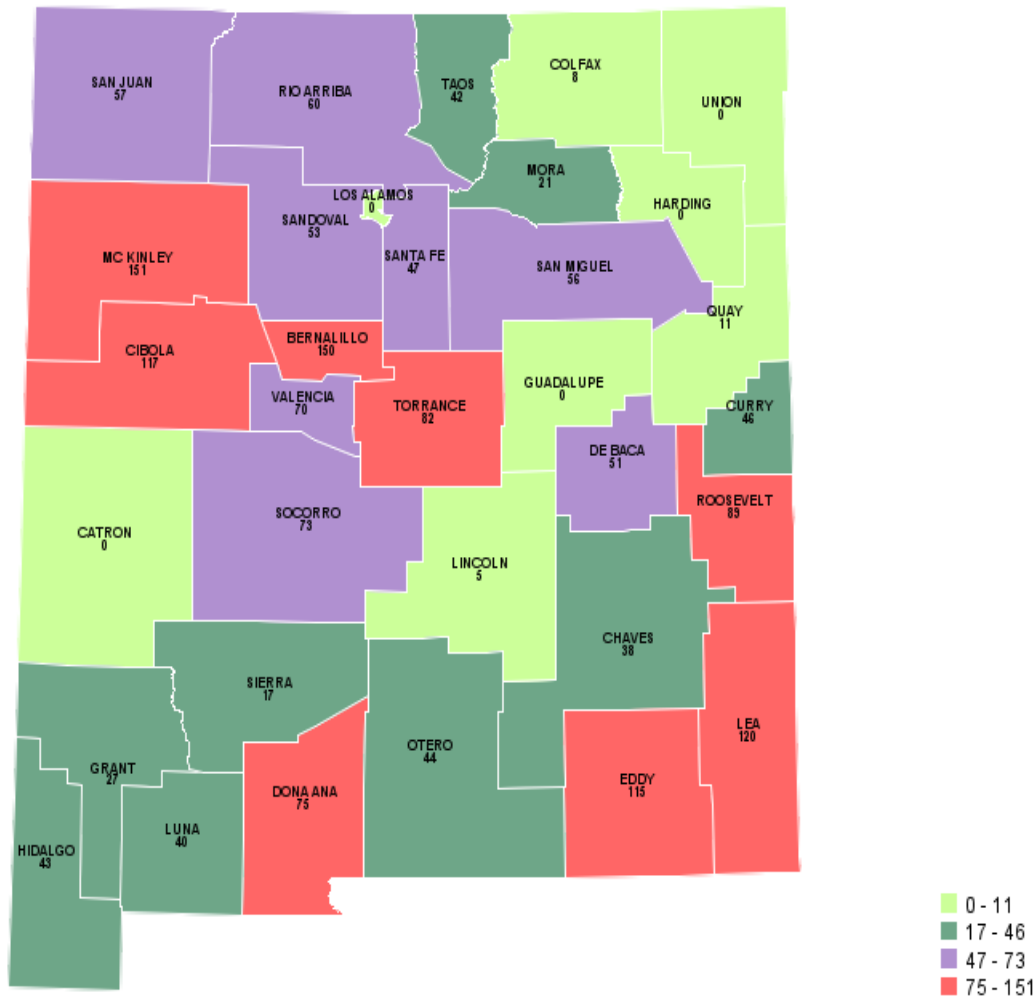 COLFAX
8
SAN JUAN
57
TAOS
42
RIO ARRIBA
60
UNION
0
MORA
21
LOS ALAMOS
0
HARDING
0
SANDOVAL
53
SANTA FE
47
MC KINLEY
151
SAN MIGUEL
56
QUAY
11
BERNALILLO
150
CIBOLA
117
GUADALUPE
0
VALENCIA
70
TORRANCE
82
CURRY
46
DE BACA
51
ROOSEVELT
89
SOCORRO
73
CATRON
0
LINCOLN
5
CHAVES
38
SIERRA
17
LEA
120
OTERO
44
GRANT
27
EDDY
115
DONA ANA
75
LUNA
40
HIDALGO
43
0 - 11
17 - 46
47 - 73
75 - 151